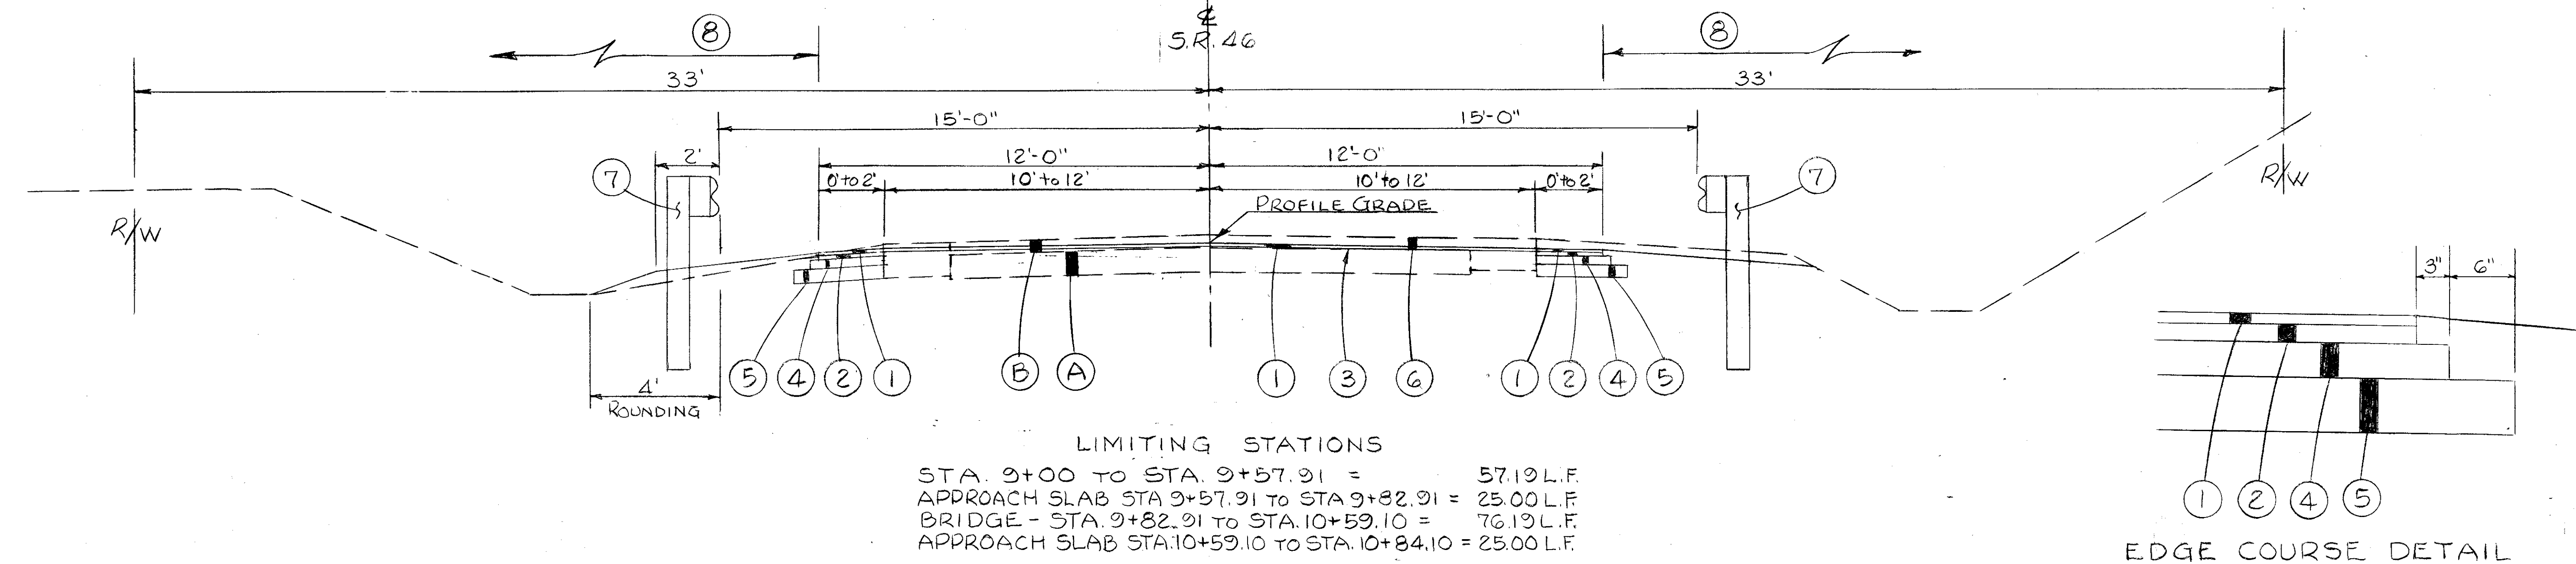 8
℄
S.R. 46
8
33'
33'
15'-0"
15'-0"
2'
12'-0"
12'-0"
7
0' to 2'
10' to 12'
10' to 12'
0' to 2'
7
R/W
R/W
PROFILE GRADE
3" 6"
5 4 2 1 B A 1 3 6 1 2 4 5
4'
ROUNDING
LIMITING STATIONS
STA. 9+00 TO STA. 9+57.91 = 57.19 L.F.
APPROACH SLAB STA 9+57.91 TO STA 9+82.91 = 25.00 L.F.
BRIDGE - STA. 9+82.91 TO STA. 10+59.10 = 76.19 L.F.
APPROACH SLAB STA. 10+59.10 TO STA. 10+84.10 = 25.00 L.F.
1 2 4 5
EDGE COURSE DETAIL